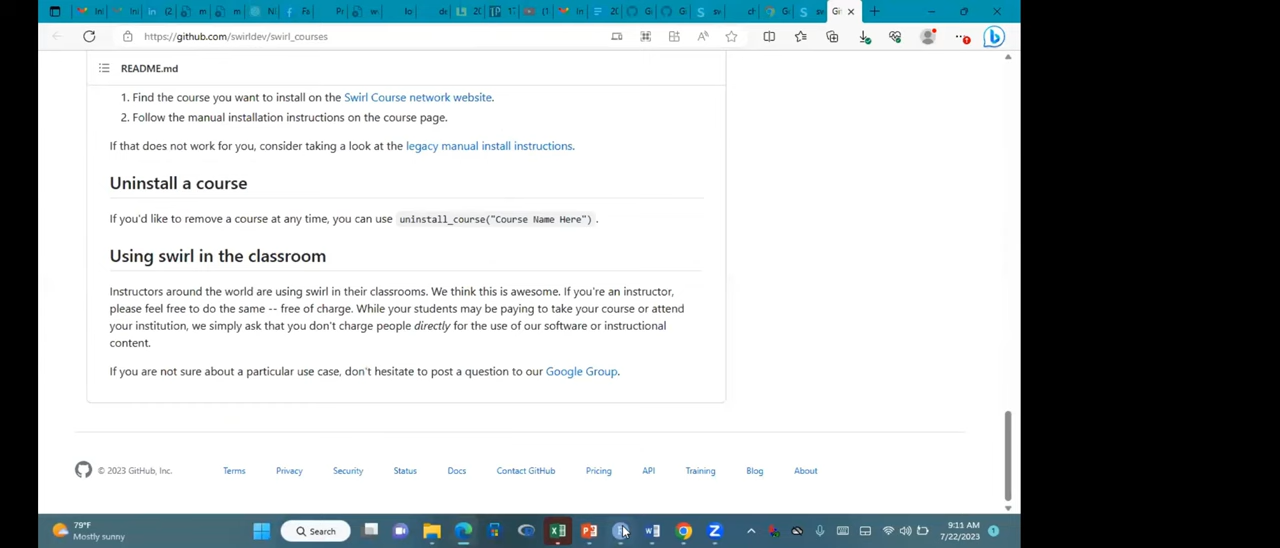 https://github.com/swirldev/swirl_courses
README.md
1. Find the course you want to install on the Swirl Course network website.
2. Follow the manual installation instructions on the course page.
If that does not work for you, consider taking a look at the legacy manual install instructions.
Uninstall a course
If you'd like to remove a course at any time, you can use uninstall_course("Course Name Here") .
Using swirl in the classroom
Instructors around the world are using swirl in their classrooms. We think this is awesome. If you're an instructor,
please feel free to do the same -- free of charge. While your students may be paying to take your course or attend
your institution, we simply ask that you don't charge people directly for the use of our software or instructional
content.
If you are not sure about a particular use case, don't hesitate to post a question to our Google Group.
© 2023 GitHub, Inc. Terms Privacy Security Status Docs Contact GitHub Pricing API Training Blog About
79°F
Mostly sunny
Search
9:11 AM
7/22/2023